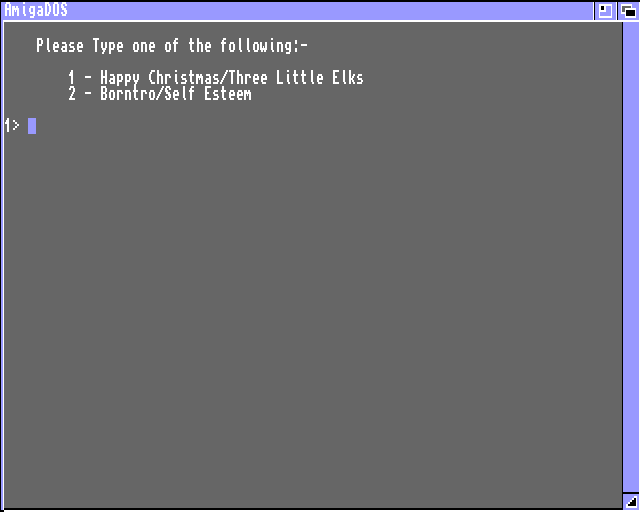 AmigaDOS
Please Type one of the following:-
1 - Happy Christmas/Three Little Elks
2 - Borntro/Self Esteem
1>